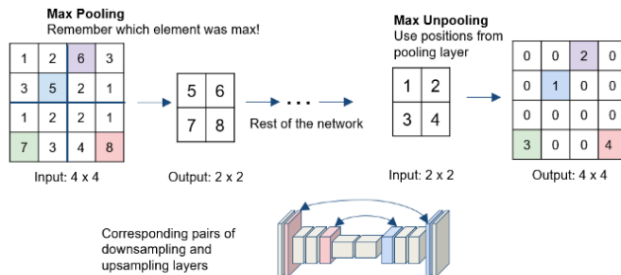 Max Pooling
Remember which element was max!
1 2 6 3
3 5 2 1
1 2 2 1
7 3 4 8
Input: 4 x 4
5 6
7 8
Output: 2 x 2
...
Rest of the network
Max Unpooling
Use positions from
pooling layer
1 2
3 4
Input: 2 x 2
0 0 2 0
0 1 0 0
0 0 0 0
3 0 0 4
Output: 4 x 4
Corresponding pairs of
downsampling and
upsampling layers